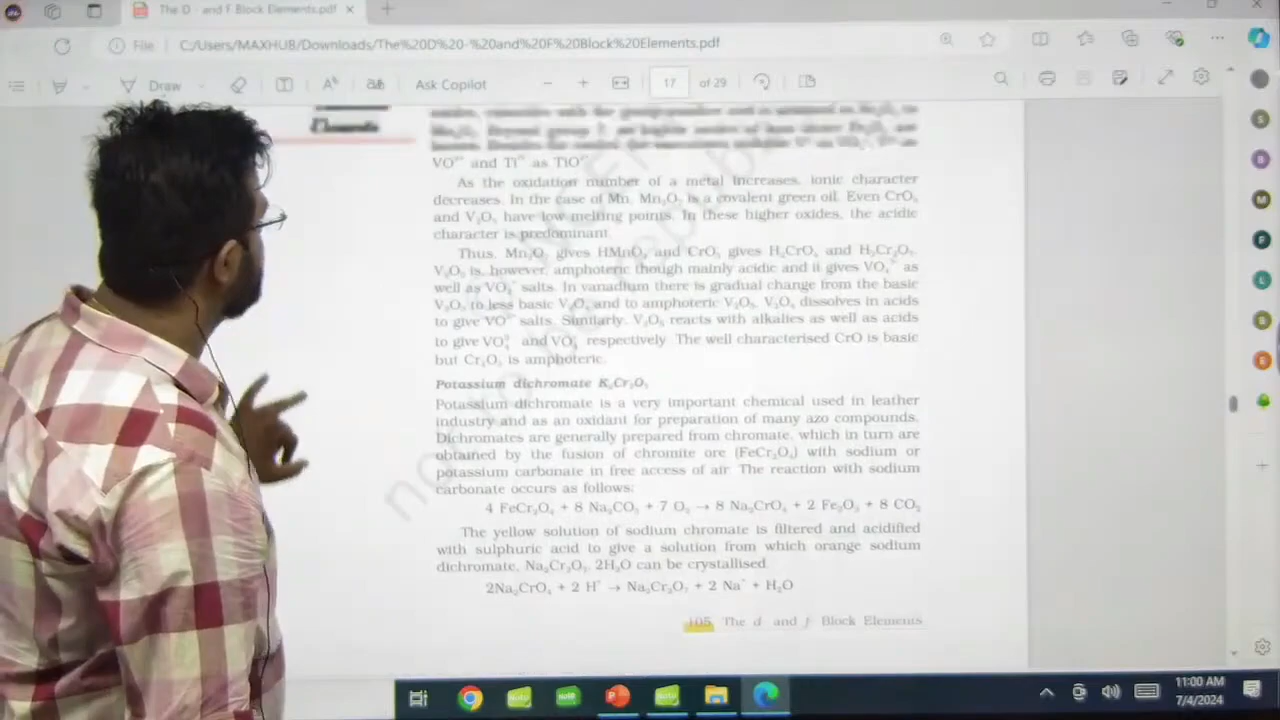 The D - and F Block Elements.pdf
File C:/Users/MAXHUB/Downloads/The%20D%20-%20and%20F%20Block%20Elements.pdf
Draw Ask Copilot 17 of 29
Elements
VO²⁺ and Ti as TiO²⁺
As the oxidation number of a metal increases, ionic character
decreases. In the case of Mn, Mn₂O₇ is a covalent green oil. Even CrO₃
and V₂O₅ have low melting points. In these higher oxides, the acidic
character is predominant.
Thus, Mn₂O₇ gives HMnO₄ and CrO₃ gives H₂CrO₄ and H₂Cr₂O₇.
V₂O₅ is, however, amphoteric though mainly acidic and it gives VO₄³⁻ as
well as VO₂⁺ salts. In vanadium there is gradual change from the basic
V₂O₃ to less basic V₂O₄ and to amphoteric V₂O₅. V₂O₄ dissolves in acids
to give VO²⁺ salts. Similarly, V₂O₅ reacts with alkalies as well as acids
to give VO₄³⁻ and VO₄⁺ respectively. The well characterised CrO is basic
but Cr₂O₃ is amphoteric.
Potassium dichromate K₂Cr₂O₇
Potassium dichromate is a very important chemical used in leather
industry and as an oxidant for preparation of many azo compounds.
Dichromates are generally prepared from chromate, which in turn are
obtained by the fusion of chromite ore (FeCr₂O₄) with sodium or
potassium carbonate in free access of air. The reaction with sodium
carbonate occurs as follows:
4 FeCr₂O₄ + 8 Na₂CO₃ + 7 O₂ → 8 Na₂CrO₄ + 2 Fe₂O₃ + 8 CO₂
The yellow solution of sodium chromate is filtered and acidified
with sulphuric acid to give a solution from which orange sodium
dichromate, Na₂Cr₂O₇. 2H₂O can be crystallised.
2Na₂CrO₄ + 2 H⁺ → Na₂Cr₂O₇ + 2 Na⁺ + H₂O
105 The d and f Block Elements
11:00 AM
7/4/2024